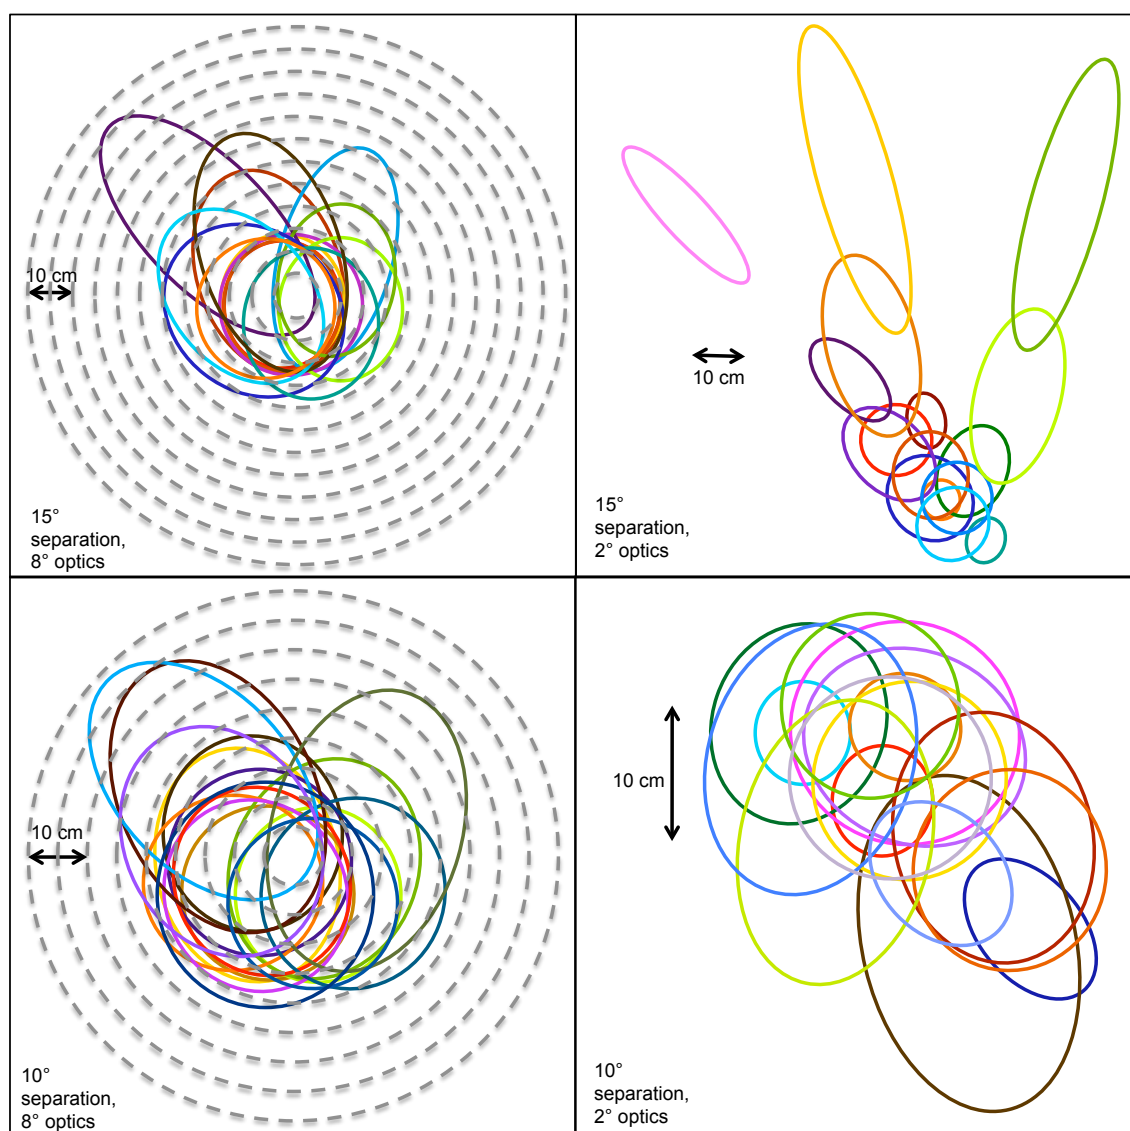 10 cm
15°
separation,
8° optics
10 cm
15°
separation,
2° optics
10 cm
10°
separation,
8° optics
10 cm
10°
separation,
2° optics